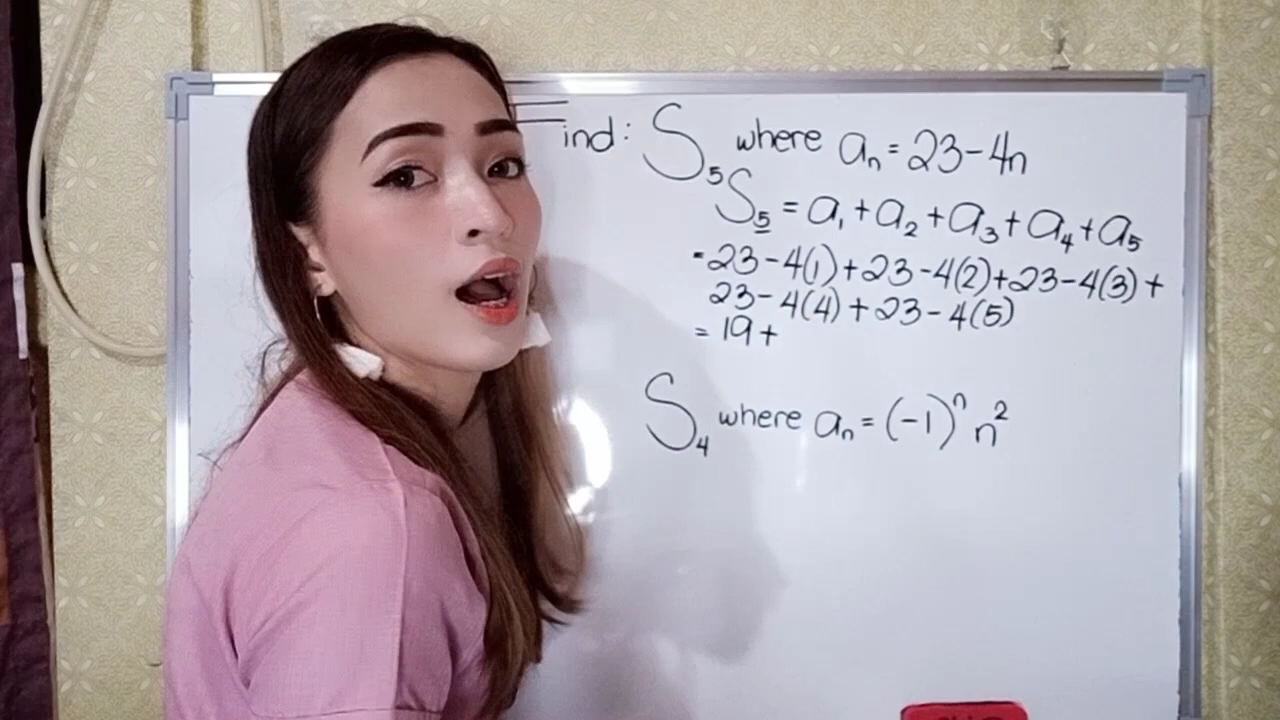 Find: S₅ where aₙ = 23-4n
S₅ = a₁ + a₂ + a₃ + a₄ + a₅
= 23-4(1) + 23-4(2) + 23-4(3) +
23-4(4) + 23-4(5)
= 19 +
S₄ where aₙ = (-1)ⁿ n²